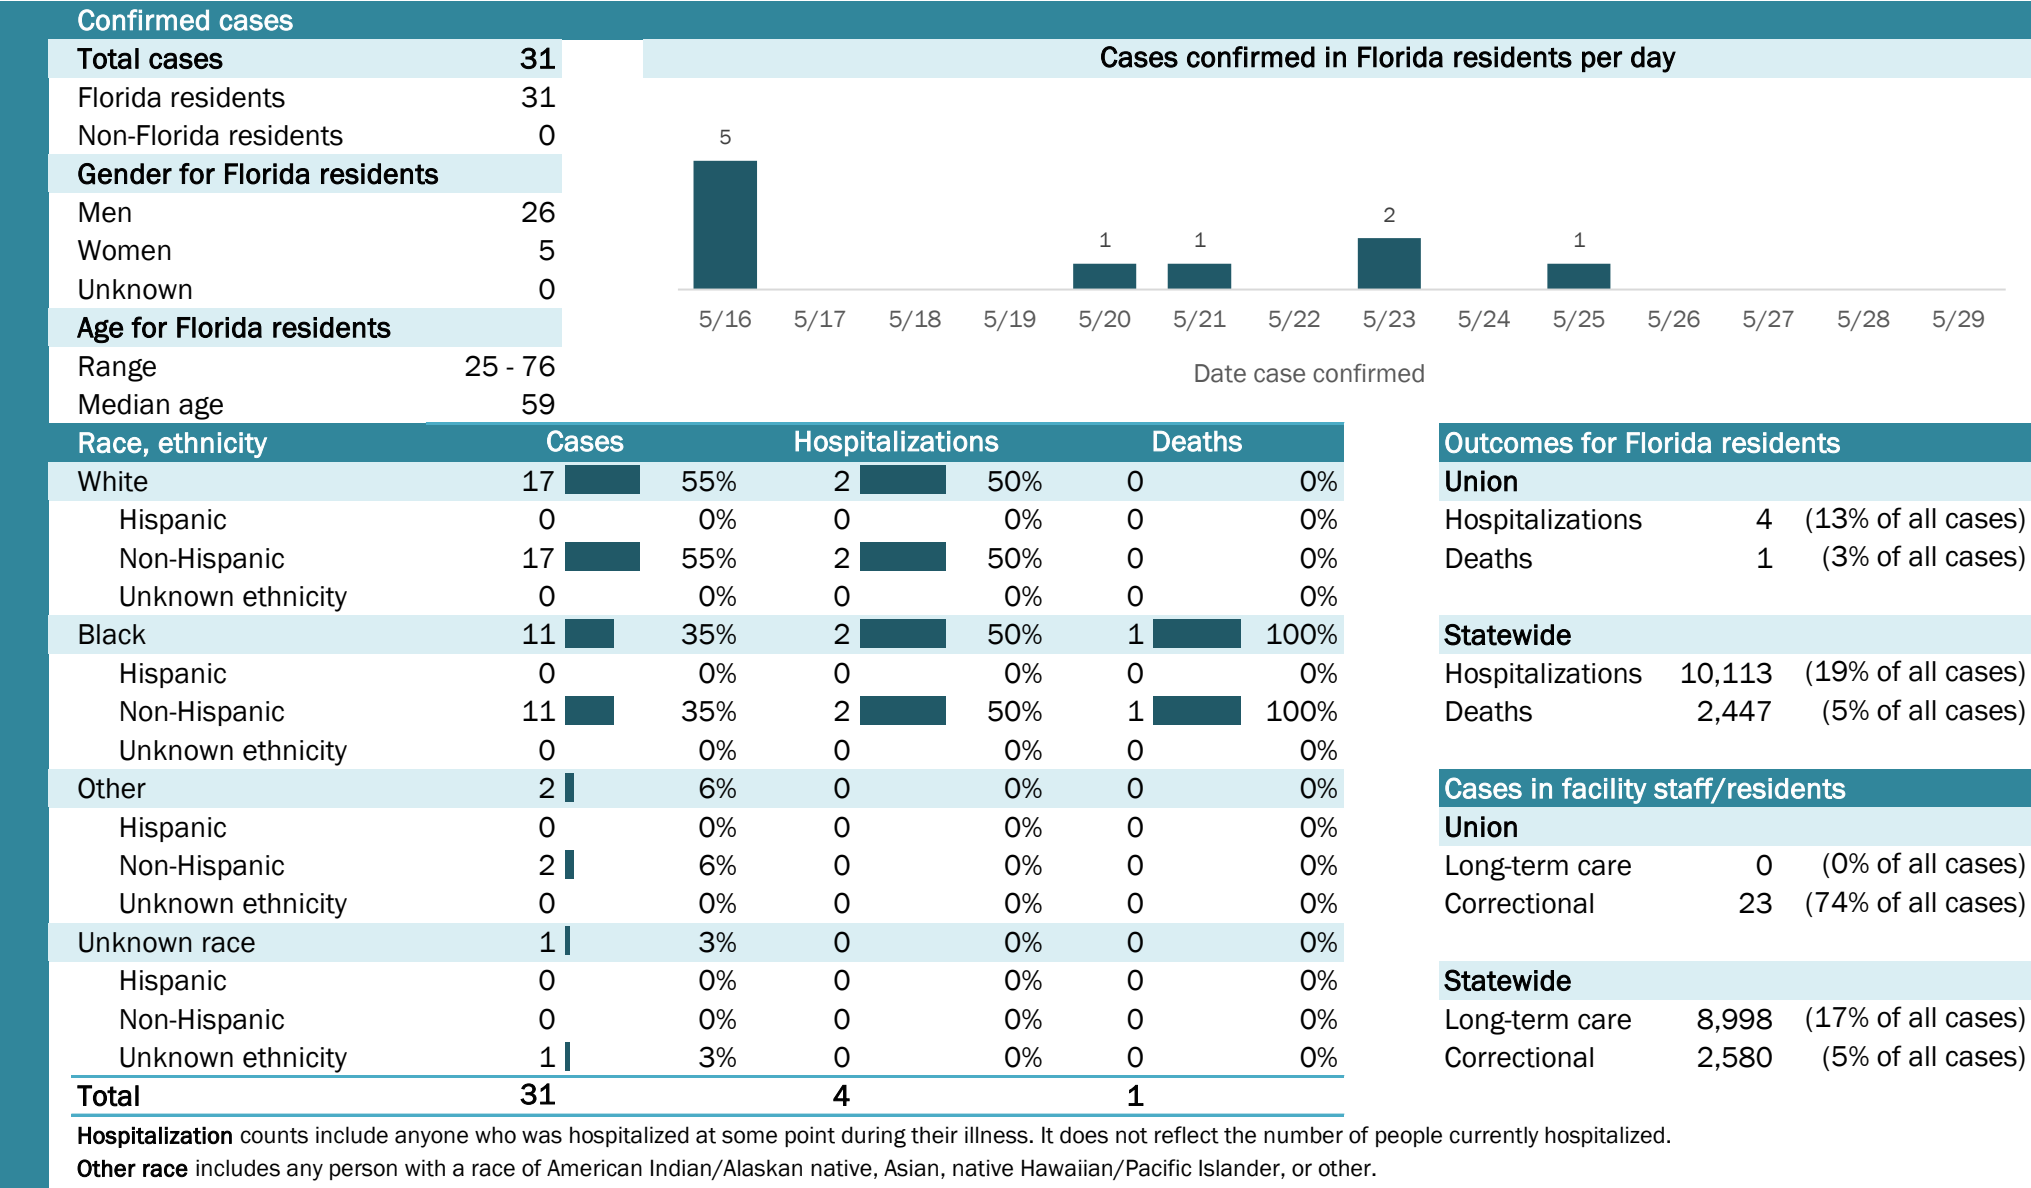 Confirmed cases
Total cases 31
Florida residents 31
Non-Florida residents 0
Gender for Florida residents
Men 26
Women 5
Unknown 0
Age for Florida residents
Range 25 - 76
Median age 59
Cases confirmed in Florida residents per day
5
1 1 2 1
5/16 5/17 5/18 5/19 5/20 5/21 5/22 5/23 5/24 5/25 5/26 5/27 5/28 5/29
Date case confirmed
Race, ethnicity Cases Hospitalizations Deaths
White 17 55% 2 50% 0 0%
Hispanic 0 0% 0 0% 0 0%
Non-Hispanic 17 55% 2 50% 0 0%
Unknown ethnicity 0 0% 0 0% 0 0%
Black 11 35% 2 50% 1 100%
Hispanic 0 0% 0 0% 0 0%
Non-Hispanic 11 35% 2 50% 1 100%
Unknown ethnicity 0 0% 0 0% 0 0%
Other 2 6% 0 0% 0 0%
Hispanic 0 0% 0 0% 0 0%
Non-Hispanic 2 6% 0 0% 0 0%
Unknown ethnicity 0 0% 0 0% 0 0%
Unknown race 1 3% 0 0% 0 0%
Hispanic 0 0% 0 0% 0 0%
Non-Hispanic 0 0% 0 0% 0 0%
Unknown ethnicity 1 3% 0 0% 0 0%
Total 31 4 1
Outcomes for Florida residents
Union
Hospitalizations 4 (13% of all cases)
Deaths 1 (3% of all cases)
Statewide
Hospitalizations 10,113 (19% of all cases)
Deaths 2,447 (5% of all cases)
Cases in facility staff/residents
Union
Long-term care 0 (0% of all cases)
Correctional 23 (74% of all cases)
Statewide
Long-term care 8,998 (17% of all cases)
Correctional 2,580 (5% of all cases)
Hospitalization counts include anyone who was hospitalized at some point during their illness. It does not reflect the number of people currently hospitalized.
Other race includes any person with a race of American Indian/Alaskan native, Asian, native Hawaiian/Pacific Islander, or other.